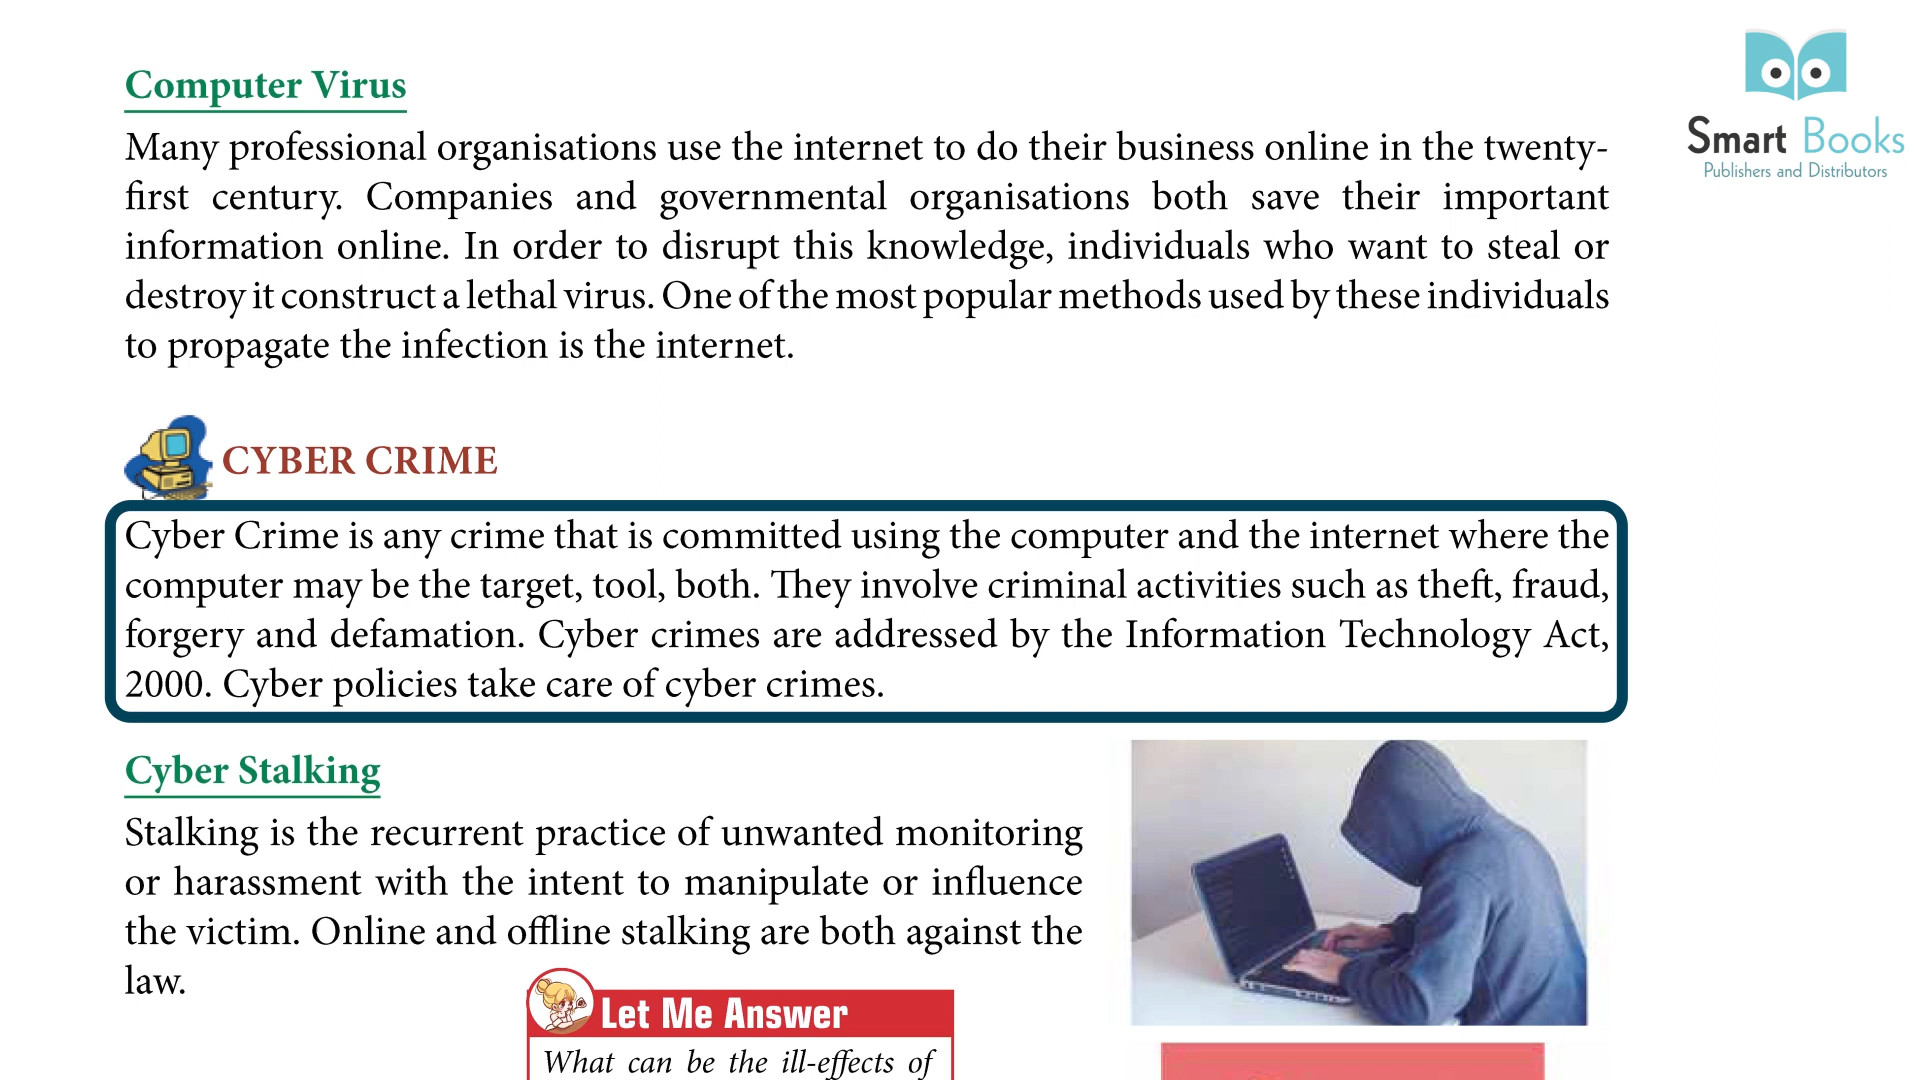 Computer Virus
Many professional organisations use the internet to do their business online in the twenty-
first century. Companies and governmental organisations both save their important
information online. In order to disrupt this knowledge, individuals who want to steal or
destroy it construct a lethal virus. One of the most popular methods used by these individuals
to propagate the infection is the internet.
Smart Books
Publishers and Distributors
CYBER CRIME
Cyber Crime is any crime that is committed using the computer and the internet where the
computer may be the target, tool, both. They involve criminal activities such as theft, fraud,
forgery and defamation. Cyber crimes are addressed by the Information Technology Act,
2000. Cyber policies take care of cyber crimes.
Cyber Stalking
Stalking is the recurrent practice of unwanted monitoring
or harassment with the intent to manipulate or influence
the victim. Online and offline stalking are both against the
law.
Let Me Answer
What can be the ill-effects of